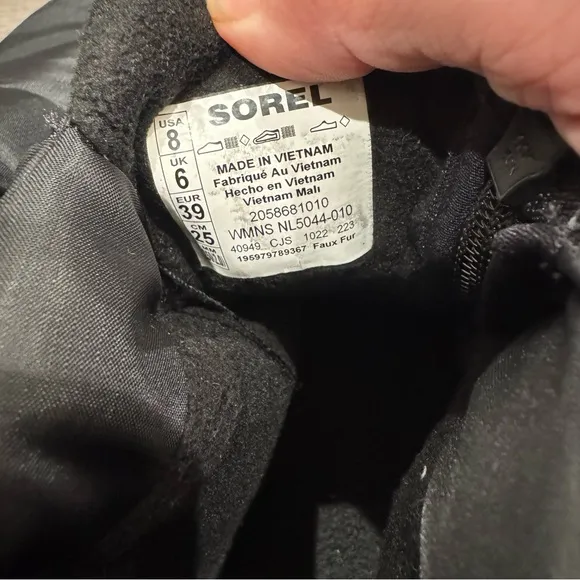 SOREL
USA
8
UK
6
EUR
39
CM
25
MADE IN VIETNAM
Fabriqué Au Vietnam
Hecho en Vietnam
Vietnam Malı
2058681010
WMNS NL5044-010
40949 CJS 1022 223
195979789367 Faux Fur